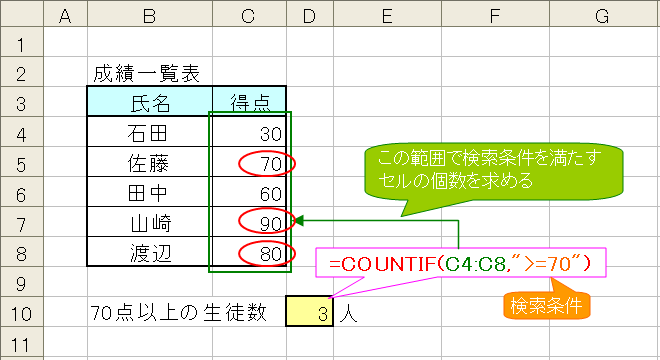 A B C D E F G
1
2 成績一覧表
3 氏名 得点
4 石田 30
5 佐藤 70
6 田中 60
7 山崎 90
8 渡辺 80
9
10 70点以上の生徒数 3 人
11
この範囲で検索条件を満たす
セルの個数を求める
=COUNTIF(C4:C8,">=70")
検索条件